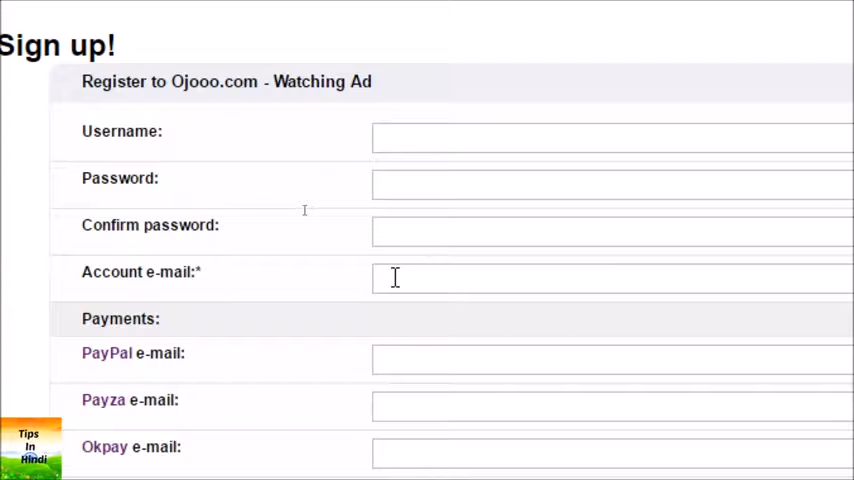 Sign up!
Register to Ojooo.com - Watching Ad
Username:
Password:
Confirm password:
Account e-mail:*
Payments:
PayPal e-mail:
Payza e-mail:
Okpay e-mail:
Tips
In
Hindi